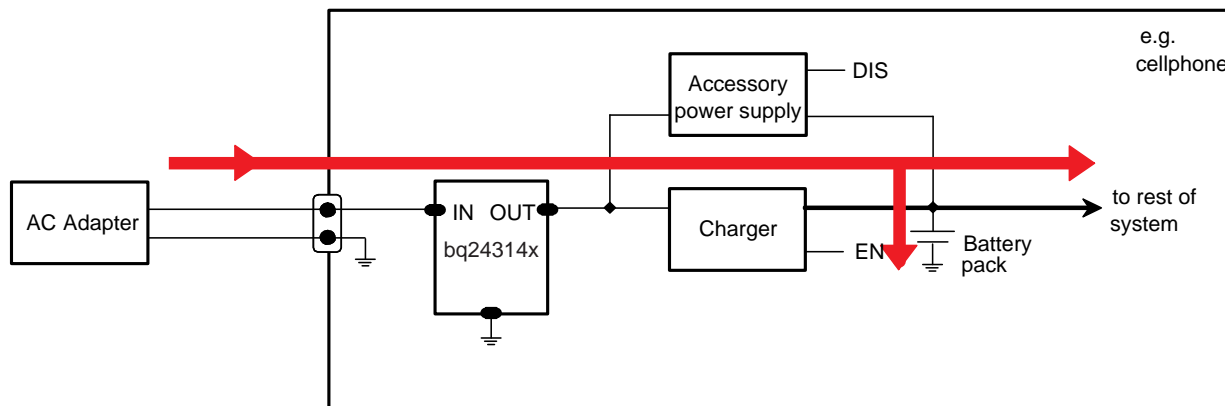 e.g.
cellphone
Accessory
power supply
DIS
AC Adapter
IN OUT
bq24314x
Charger
EN
to rest of
system
Battery
pack